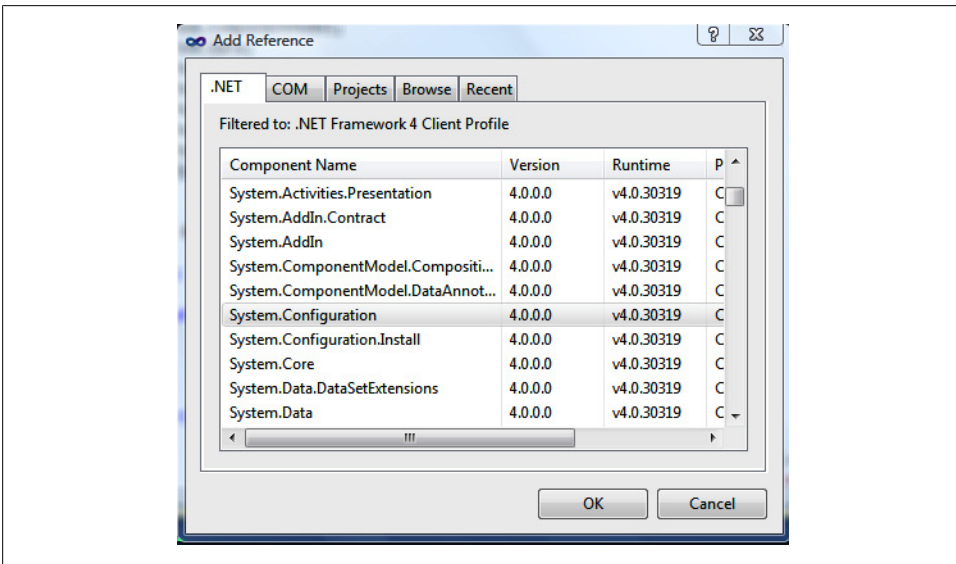 Add Reference
.NET COM Projects Browse Recent
Filtered to: .NET Framework 4 Client Profile
Component Name Version Runtime P
System.Activities.Presentation 4.0.0.0 v4.0.30319 C
System.AddIn.Contract 4.0.0.0 v4.0.30319 C
System.AddIn 4.0.0.0 v4.0.30319 C
System.ComponentModel.Compositi... 4.0.0.0 v4.0.30319 C
System.ComponentModel.DataAnnot... 4.0.0.0 v4.0.30319 C
System.Configuration 4.0.0.0 v4.0.30319 C
System.Configuration.Install 4.0.0.0 v4.0.30319 C
System.Core 4.0.0.0 v4.0.30319 C
System.Data.DataSetExtensions 4.0.0.0 v4.0.30319 C
System.Data 4.0.0.0 v4.0.30319 C
OK Cancel